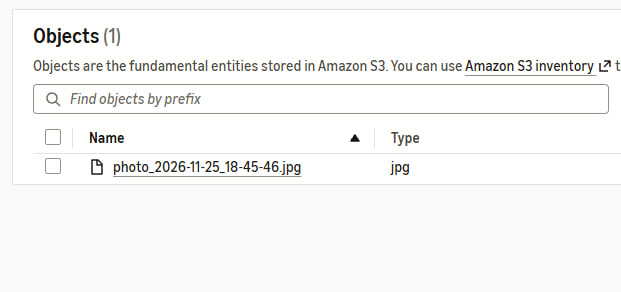 Objects (1)
Objects are the fundamental entities stored in Amazon S3. You can use Amazon S3 inventory t
Find objects by prefix
Name Type
photo_2026-11-25_18-45-46.jpg jpg